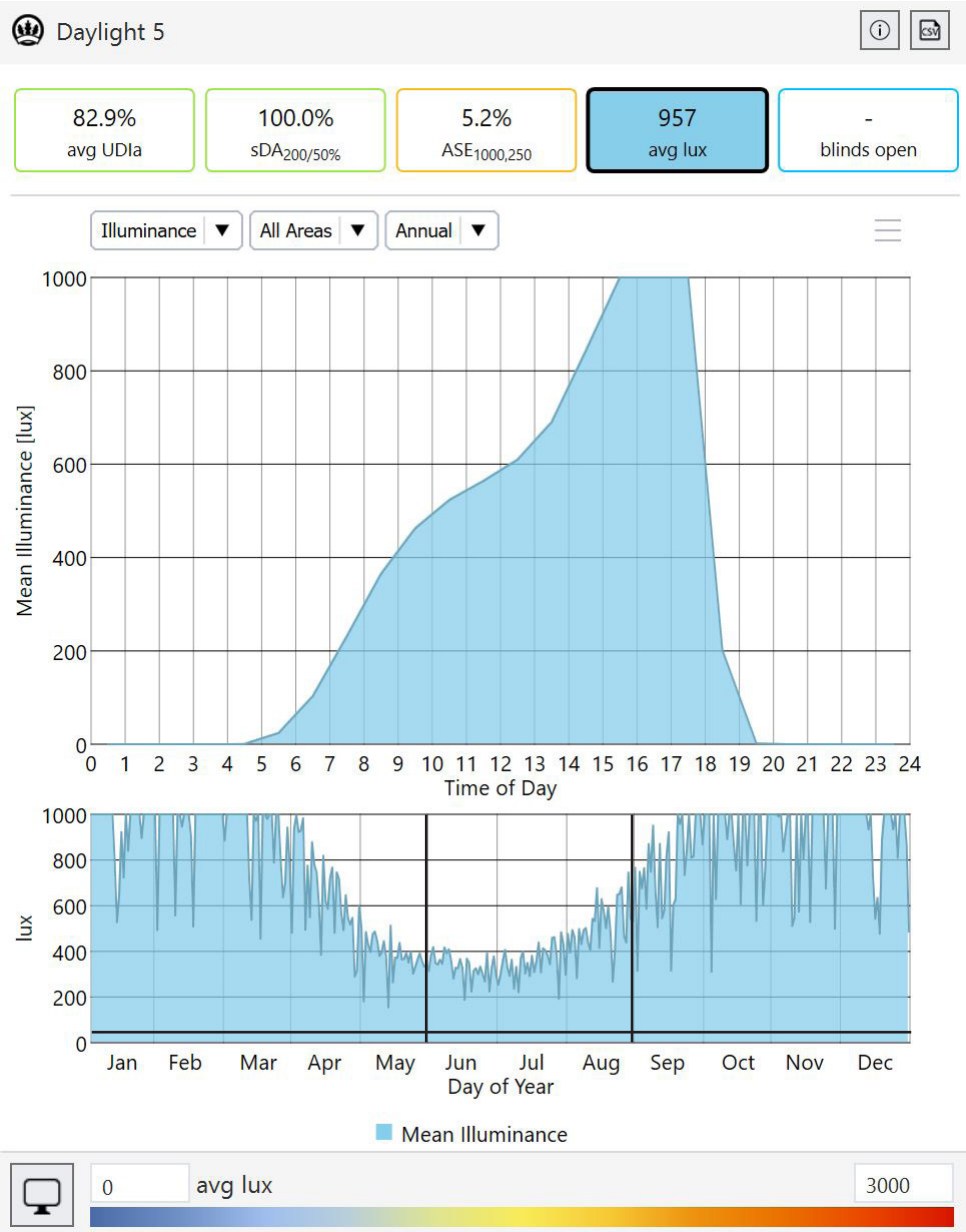 Daylight 5
CSV
82.9%
avg UDIa
100.0%
sDA200/50%
5.2%
ASE1000,250
957
avg lux
-
blinds open
Illuminance ▼
All Areas ▼
Annual ▼
Mean Illuminance [lux]
1000
800
600
400
200
0
0 1 2 3 4 5 6 7 8 9 10 11 12 13 14 15 16 17 18 19 20 21 22 23 24
Time of Day
lux
1000
800
600
400
200
0
Jan Feb Mar Apr May Jun Jul Aug Sep Oct Nov Dec
Day of Year
Mean Illuminance
0 avg lux 3000